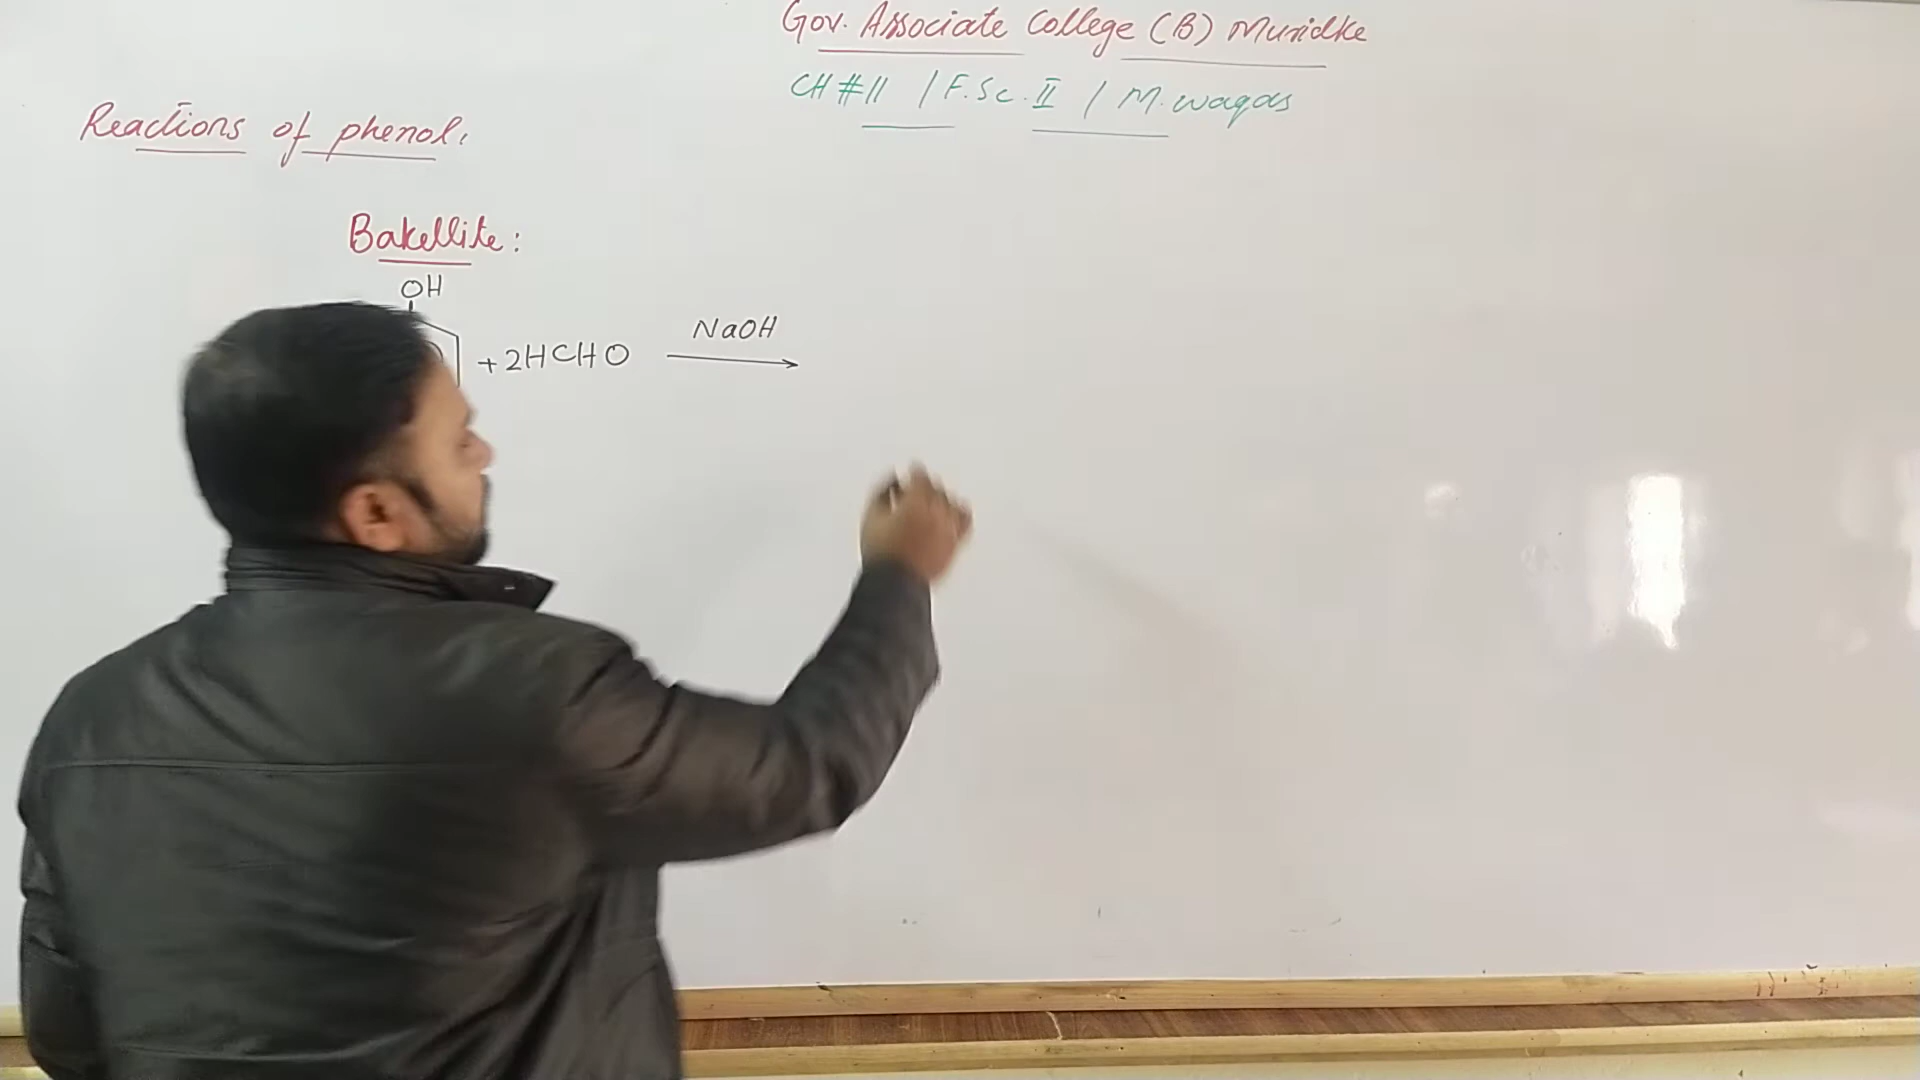 Gov. Associate College (B) Muridke
CH #11 / F.Sc. II / M. Waqas
Reactions of phenol.
Bakellite:
OH
+2HCHO
NaOH